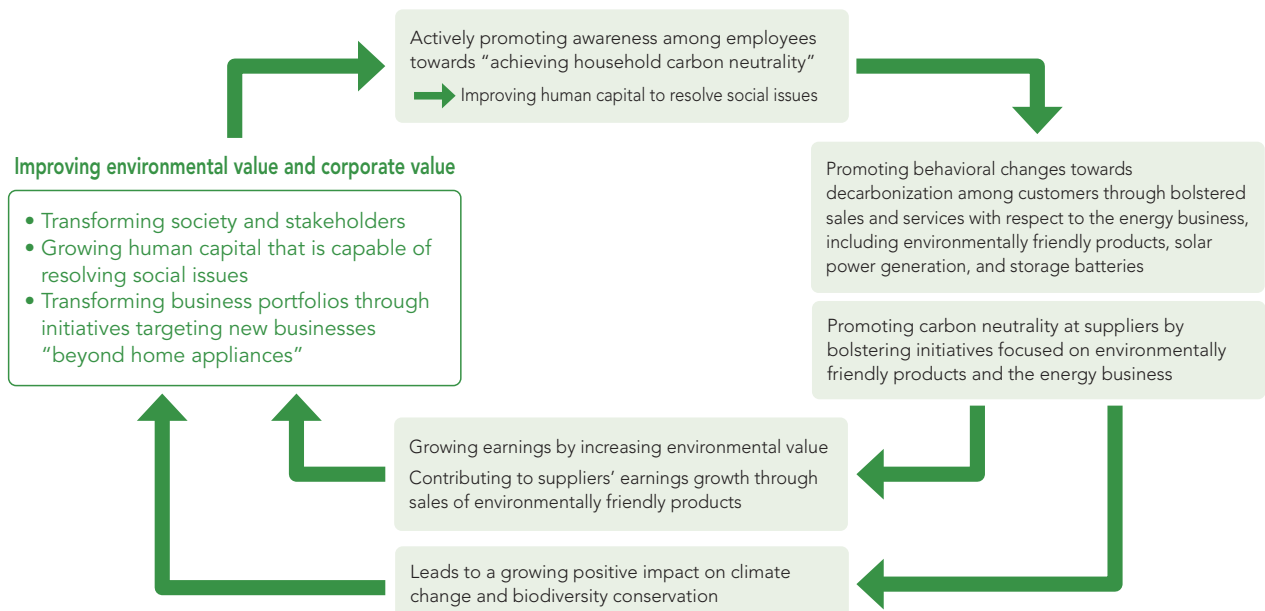 Actively promoting awareness among employees
towards “achieving household carbon neutrality”
Improving human capital to resolve social issues
Improving environmental value and corporate value
• Transforming society and stakeholders
• Growing human capital that is capable of
resolving social issues
• Transforming business portfolios through
initiatives targeting new businesses
“beyond home appliances”
Promoting behavioral changes towards
decarbonization among customers through bolstered
sales and services with respect to the energy business,
including environmentally friendly products, solar
power generation, and storage batteries
Promoting carbon neutrality at suppliers by
bolstering initiatives focused on environmentally
friendly products and the energy business
Growing earnings by increasing environmental value
Contributing to suppliers’ earnings growth through
sales of environmentally friendly products
Leads to a growing positive impact on climate
change and biodiversity conservation